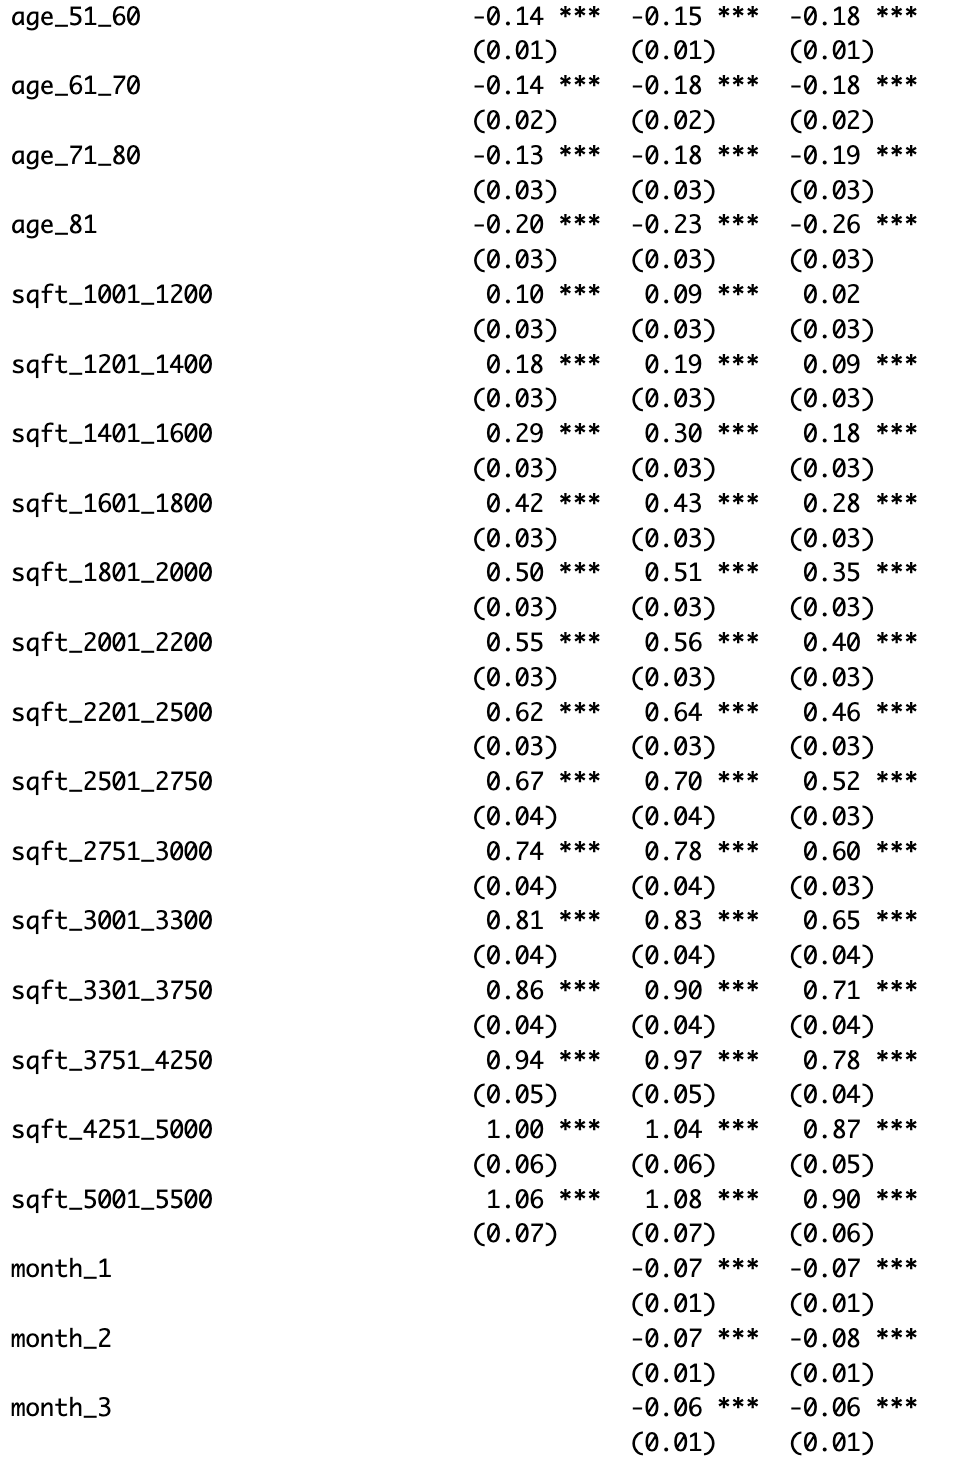 age_51_60 -0.14 *** -0.15 *** -0.18 ***
(0.01) (0.01) (0.01)
age_61_70 -0.14 *** -0.18 *** -0.18 ***
(0.02) (0.02) (0.02)
age_71_80 -0.13 *** -0.18 *** -0.19 ***
(0.03) (0.03) (0.03)
age_81 -0.20 *** -0.23 *** -0.26 ***
(0.03) (0.03) (0.03)
sqft_1001_1200 0.10 *** 0.09 *** 0.02
(0.03) (0.03) (0.03)
sqft_1201_1400 0.18 *** 0.19 *** 0.09 ***
(0.03) (0.03) (0.03)
sqft_1401_1600 0.29 *** 0.30 *** 0.18 ***
(0.03) (0.03) (0.03)
sqft_1601_1800 0.42 *** 0.43 *** 0.28 ***
(0.03) (0.03) (0.03)
sqft_1801_2000 0.50 *** 0.51 *** 0.35 ***
(0.03) (0.03) (0.03)
sqft_2001_2200 0.55 *** 0.56 *** 0.40 ***
(0.03) (0.03) (0.03)
sqft_2201_2500 0.62 *** 0.64 *** 0.46 ***
(0.03) (0.03) (0.03)
sqft_2501_2750 0.67 *** 0.70 *** 0.52 ***
(0.04) (0.04) (0.03)
sqft_2751_3000 0.74 *** 0.78 *** 0.60 ***
(0.04) (0.04) (0.03)
sqft_3001_3300 0.81 *** 0.83 *** 0.65 ***
(0.04) (0.04) (0.04)
sqft_3301_3750 0.86 *** 0.90 *** 0.71 ***
(0.04) (0.04) (0.04)
sqft_3751_4250 0.94 *** 0.97 *** 0.78 ***
(0.05) (0.05) (0.04)
sqft_4251_5000 1.00 *** 1.04 *** 0.87 ***
(0.06) (0.06) (0.05)
sqft_5001_5500 1.06 *** 1.08 *** 0.90 ***
(0.07) (0.07) (0.06)
month_1 -0.07 *** -0.07 ***
(0.01) (0.01)
month_2 -0.07 *** -0.08 ***
(0.01) (0.01)
month_3 -0.06 *** -0.06 ***
(0.01) (0.01)